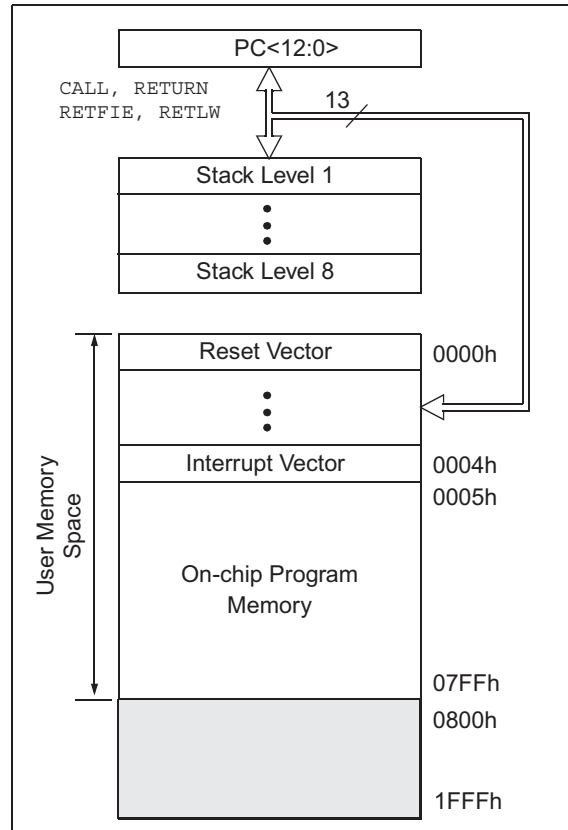 PC<12:0>
CALL, RETURN
RETFIE, RETLW
13
Stack Level 1
Stack Level 8
Reset Vector
0000h
Interrupt Vector
0004h
0005h
User Memory
Space
On-chip Program
Memory
07FFh
0800h
1FFFh